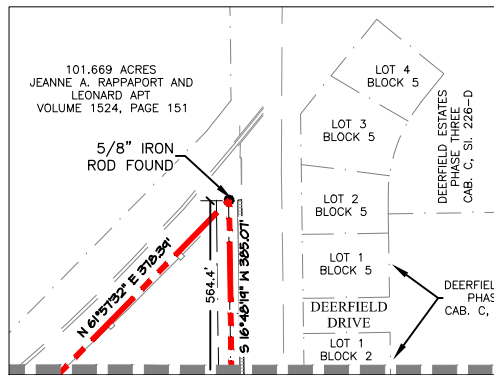 101.669 ACRES
JEANNE A. RAPPAPORT AND
LEONARD APT
VOLUME 1524, PAGE 151
5/8" IRON
ROD FOUND
LOT 4
BLOCK 5
LOT 3
BLOCK 5
LOT 2
BLOCK 5
LOT 1
BLOCK 5
DEERFIELD
DRIVE
LOT 1
BLOCK 2
DEERFIELD ESTATES
PHASE THREE
CAB. C, Sl. 226-D
DEERFIEL
PHAS
CAB. C,
N 61°57'32" E 378.39'
564.4'
S 16°48'19" W 385.07'